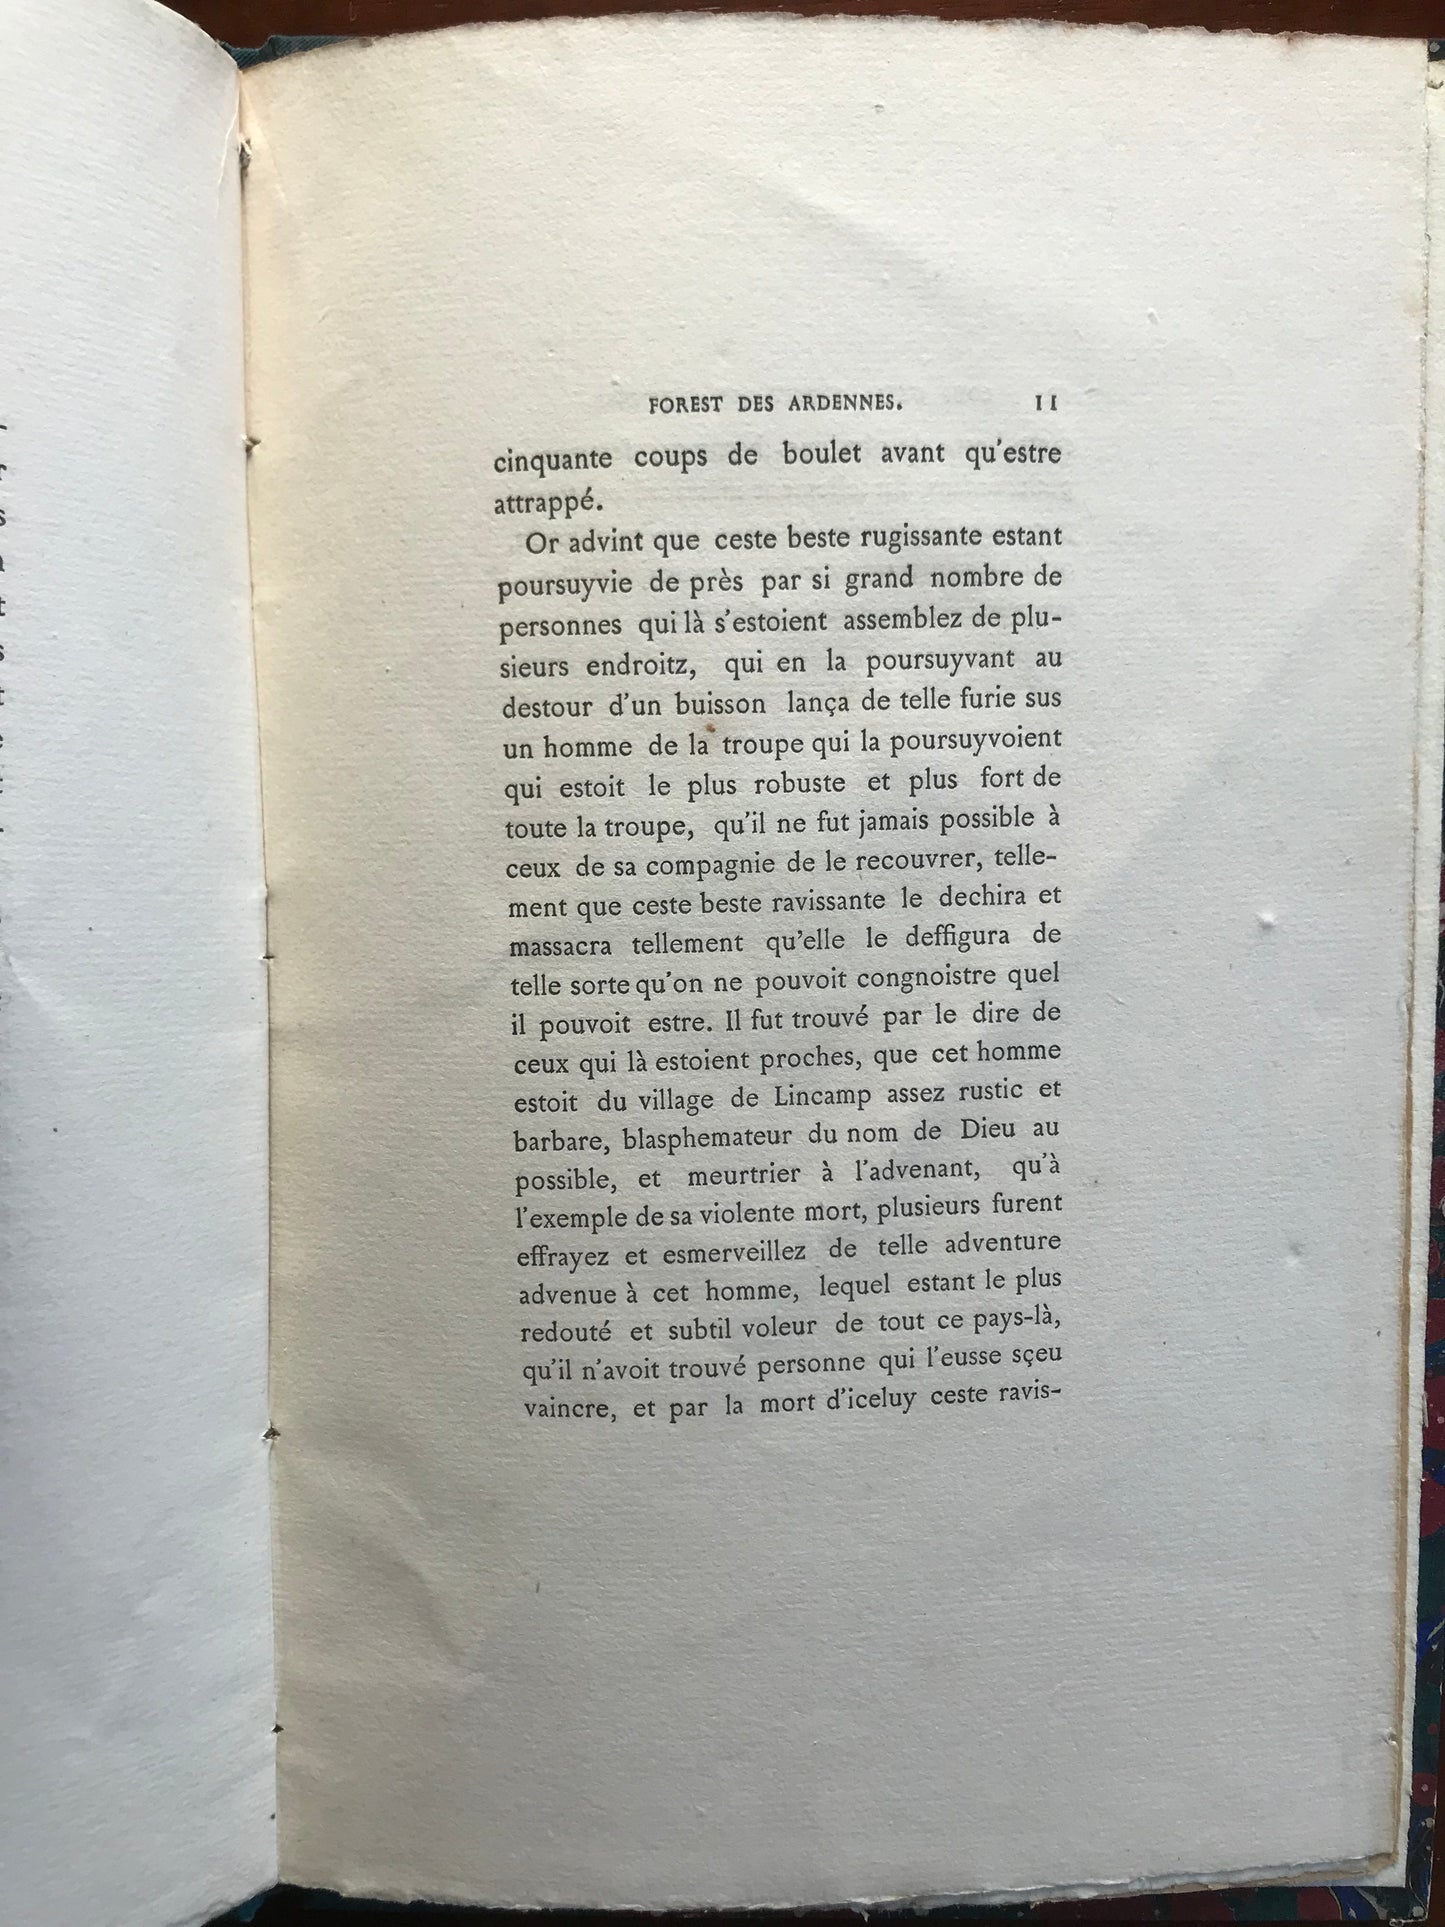 FOREST DES ARDENNES. 11
cinquante coups de boulet avant qu'estre
attrappé.
Or advint que ceste beste rugissante estant
poursuyvie de près par si grand nombre de
personnes qui là s'estoient assemblez de plu-
sieurs endroitz, qui en la poursuyvant au
destour d'un buisson lança de telle furie sus
un homme de la troupe qui la poursuyvoient
qui estoit le plus robuste et plus fort de
toute la troupe, qu'il ne fut jamais possible à
ceux de sa compagnie de le recouvrer, telle-
ment que ceste beste ravissante le dechira et
massacra tellement qu'elle le deffigura de
telle sorte qu'on ne pouvoit congnoistre quel
il pouvoit estre. Il fut trouvé par le dire de
ceux qui là estoient proches, que cet homme
estoit du village de Lincamp assez rustic et
barbare, blasphemateur du nom de Dieu au
possible, et meurtrier à l'advenant, qu'à
l'exemple de sa violente mort, plusieurs furent
effrayez et esmerveillez de telle adventure
advenue à cet homme, lequel estant le plus
redouté et subtil voleur de tout ce pays-là,
qu'il n'avoit trouvé personne qui l'eusse sçeu
vaincre, et par la mort d'iceluy ceste ravis-